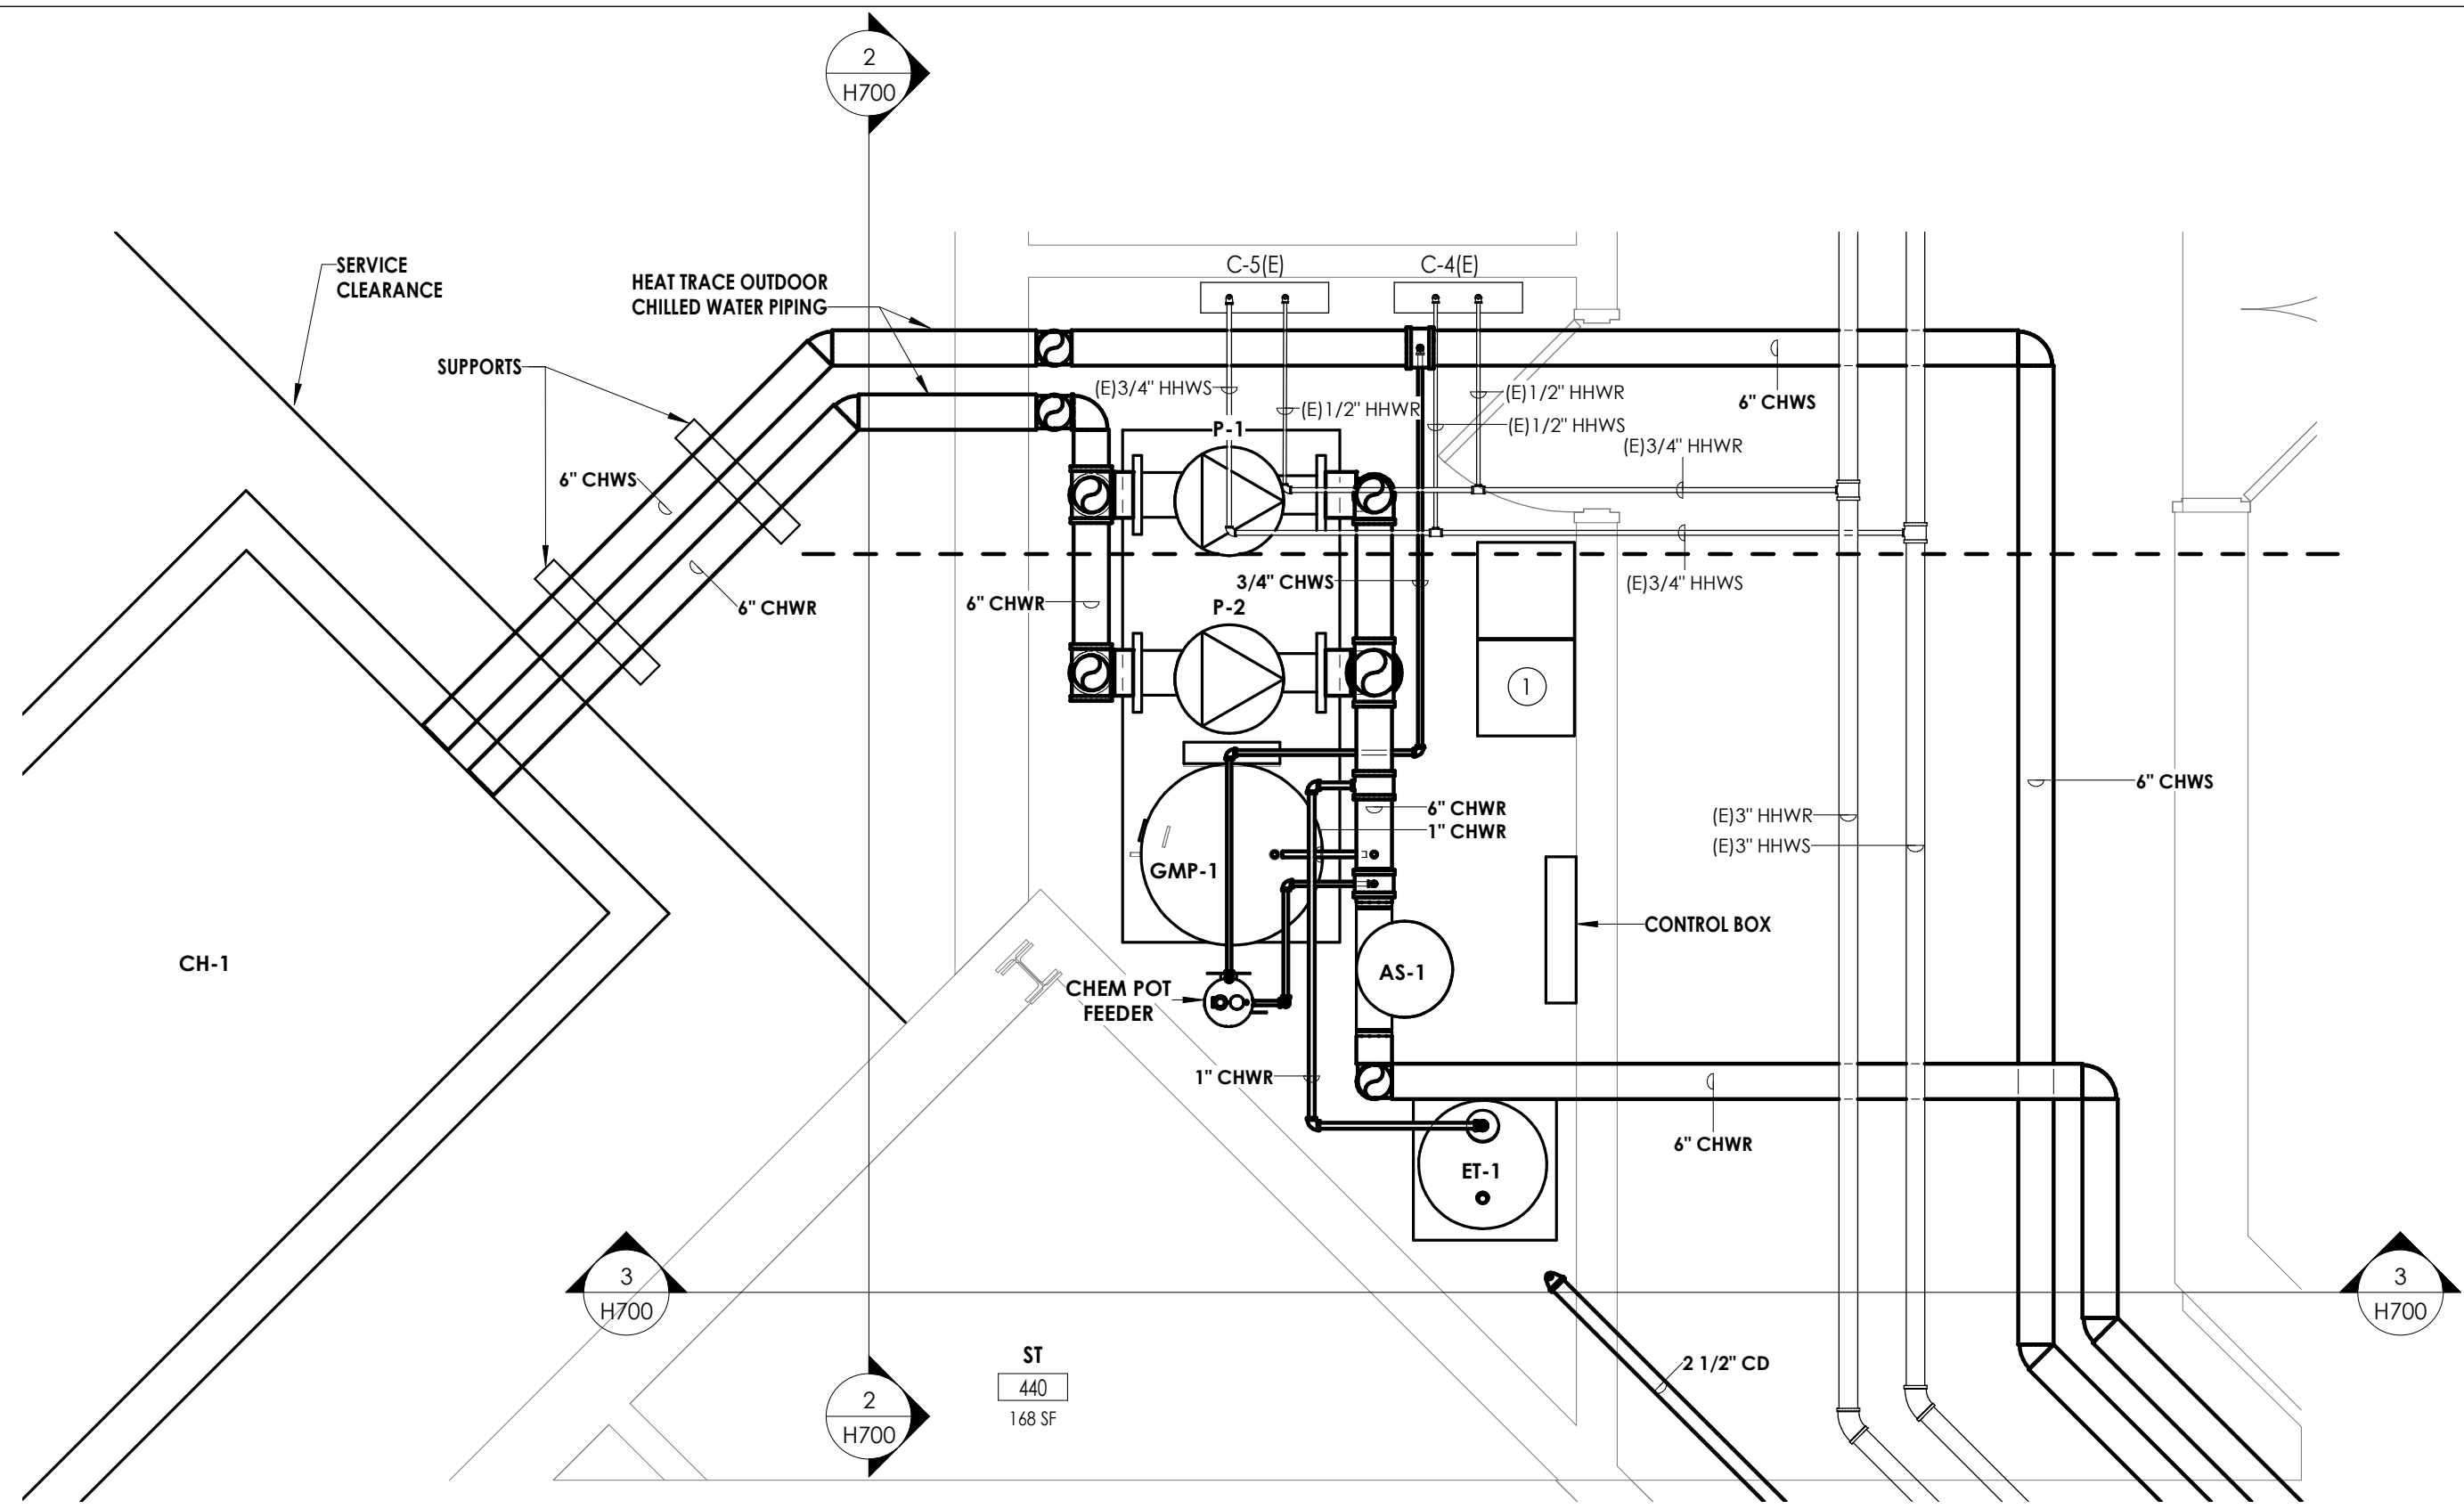 2
H700
SERVICE
CLEARANCE
HEAT TRACE OUTDOOR
CHILLED WATER PIPING
C-5(E)
C-4(E)
SUPPORTS
(E)3/4" HHWS
(E)1/2" HHWR
(E)1/2" HHWR
(E)1/2" HHWS
6" CHWS
P-1
(E)3/4" HHWR
6" CHWS
3/4" CHWS
(E)3/4" HHWS
6" CHWR
6" CHWR
P-2
1
6" CHWS
6" CHWR
1" CHWR
(E)3" HHWR
(E)3" HHWS
GMP-1
CONTROL BOX
CH-1
AS-1
CHEM POT
FEEDER
1" CHWR
6" CHWR
ET-1
3
H700
3
H700
ST
440
168 SF
2 1/2" CD
2
H700